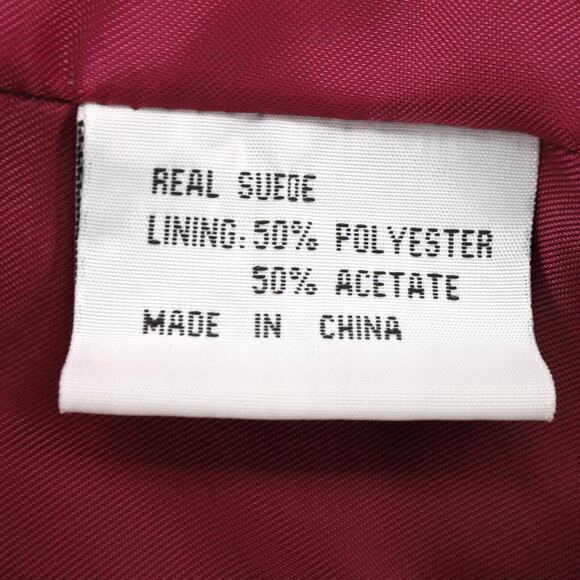 REAL SUEDE
LINING: 50% POLYESTER
50% ACETATE
MADE IN CHINA